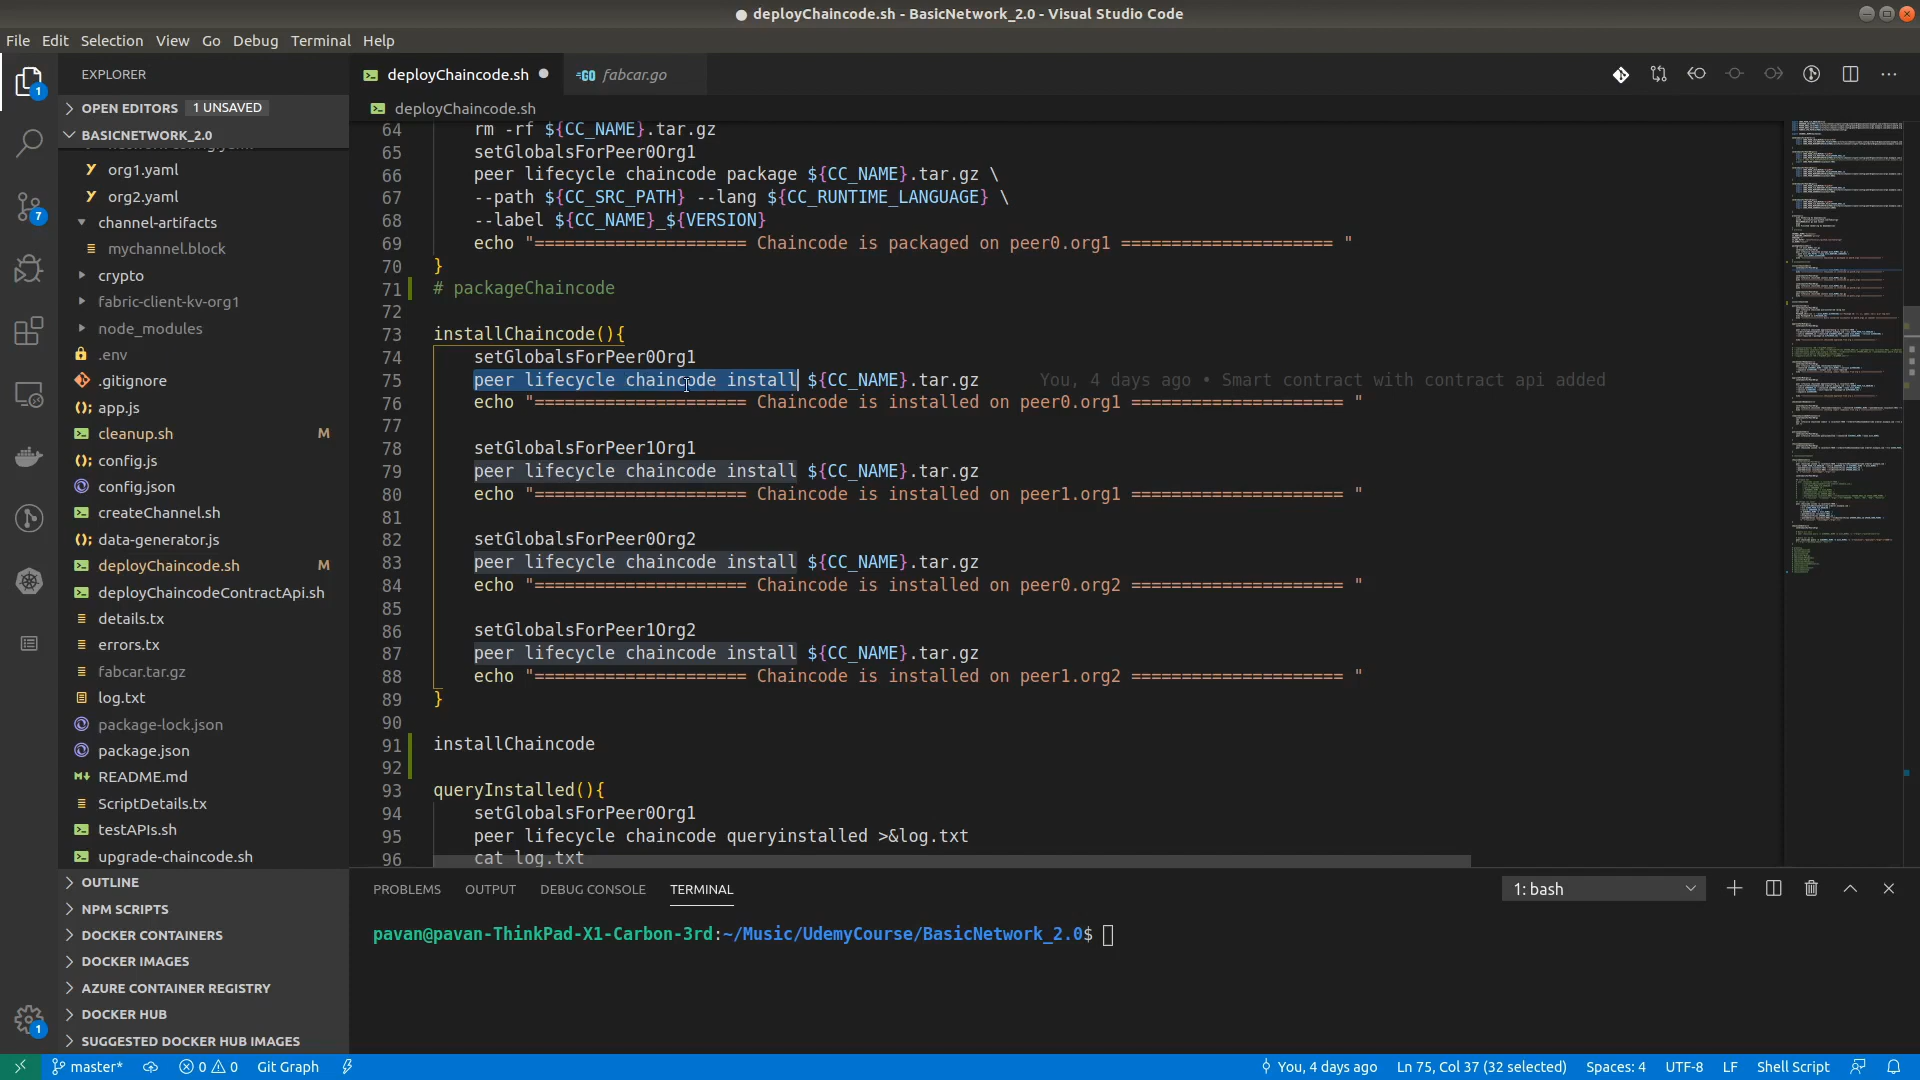 deployChaincode.sh - BasicNetwork_2.0 - Visual Studio Code
File Edit Selection View Go Debug Terminal Help
EXPLORER
OPEN EDITORS 1 UNSAVED
BASICNETWORK_2.0
org1.yaml
org2.yaml
channel-artifacts
mychannel.block
crypto
fabric-client-kv-org1
node_modules
.env
.gitignore
app.js
cleanup.sh M
config.js
config.json
createChannel.sh
data-generator.js
deployChaincode.sh M
deployChaincodeContractApi.sh
details.tx
errors.tx
fabcar.tar.gz
log.txt
package-lock.json
package.json
README.md
ScriptDetails.tx
testAPIs.sh
upgrade-chaincode.sh
OUTLINE
NPM SCRIPTS
DOCKER CONTAINERS
DOCKER IMAGES
AZURE CONTAINER REGISTRY
DOCKER HUB
SUGGESTED DOCKER HUB IMAGES
1
7
1
deployChaincode.sh
fabcar.go
deployChaincode.sh
64 rm -rf ${CC_NAME}.tar.gz
65 setGlobalsForPeer0Org1
66 peer lifecycle chaincode package ${CC_NAME}.tar.gz \
67 --path ${CC_SRC_PATH} --lang ${CC_RUNTIME_LANGUAGE} \
68 --label ${CC_NAME}_${VERSION}
69 echo "===================== Chaincode is packaged on peer0.org1 ===================== "
70 }
71 # packageChaincode
72
73 installChaincode(){
74 setGlobalsForPeer0Org1
75 peer lifecycle chaincode install ${CC_NAME}.tar.gz You, 4 days ago • Smart contract with contract api added
76 echo "===================== Chaincode is installed on peer0.org1 ===================== "
77
78 setGlobalsForPeer1Org1
79 peer lifecycle chaincode install ${CC_NAME}.tar.gz
80 echo "===================== Chaincode is installed on peer1.org1 ===================== "
81
82 setGlobalsForPeer0Org2
83 peer lifecycle chaincode install ${CC_NAME}.tar.gz
84 echo "===================== Chaincode is installed on peer0.org2 ===================== "
85
86 setGlobalsForPeer1Org2
87 peer lifecycle chaincode install ${CC_NAME}.tar.gz
88 echo "===================== Chaincode is installed on peer1.org2 ===================== "
89 }
90
91 installChaincode
92
93 queryInstalled(){
94 setGlobalsForPeer0Org1
95 peer lifecycle chaincode queryinstalled >&log.txt
96 cat log.txt
PROBLEMS OUTPUT DEBUG CONSOLE TERMINAL
1: bash
pavan@pavan-ThinkPad-X1-Carbon-3rd:~/Music/UdemyCourse/BasicNetwork_2.0$
master* 0 0 Git Graph
You, 4 days ago Ln 75, Col 37 (32 selected) Spaces: 4 UTF-8 LF Shell Script